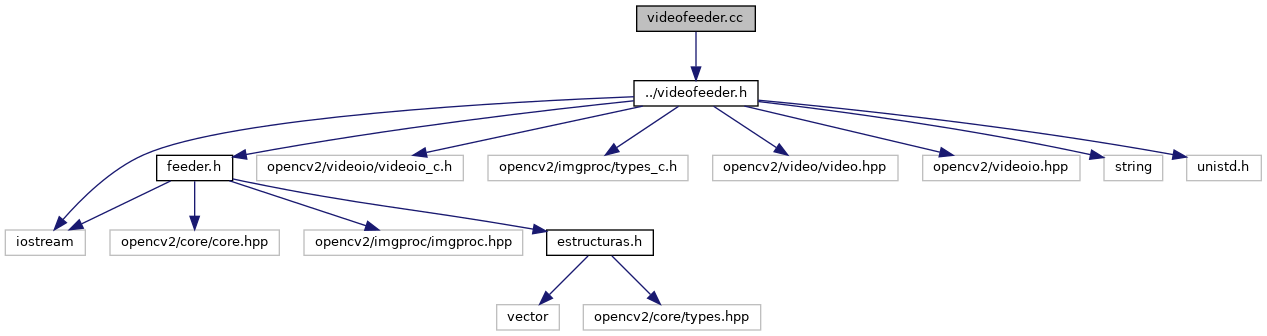 videofeeder.cc
../videofeeder.h
feeder.h
opencv2/videoio/videoio_c.h
opencv2/imgproc/types_c.h
opencv2/video/video.hpp
opencv2/videoio.hpp
string
unistd.h
iostream
opencv2/core/core.hpp
opencv2/imgproc/imgproc.hpp
estructuras.h
vector
opencv2/core/types.hpp